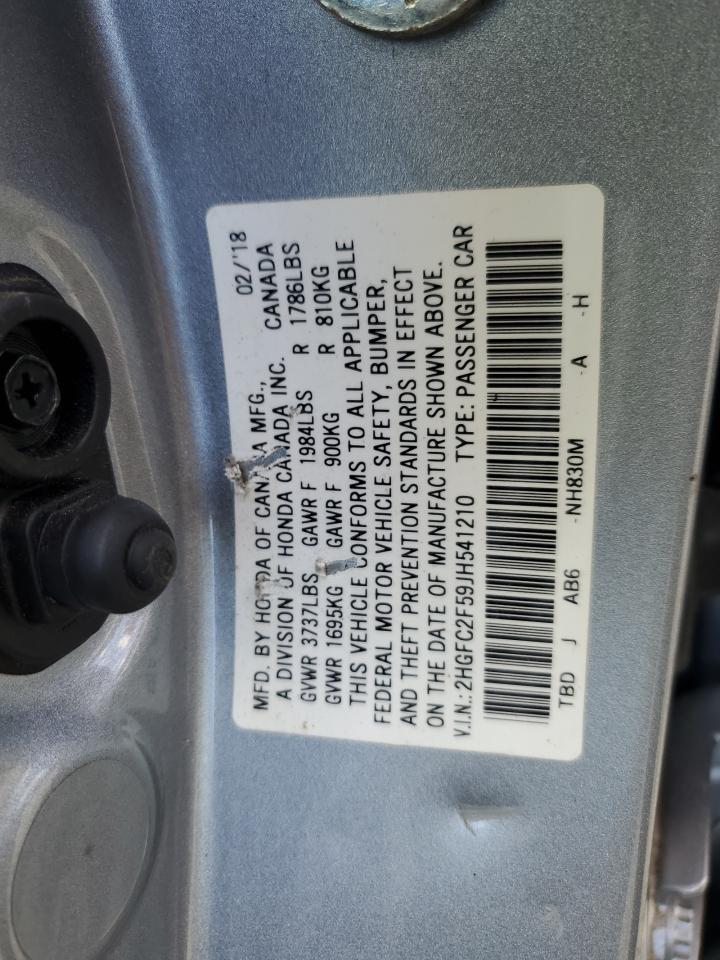 MFD. BY HONDA OF CANADA MFG., 02/'18
A DIVISION OF HONDA CANADA INC. CANADA
GVWR 3737LBS GAWR F 1984LBS R 1786LBS
GVWR 1695KG GAWR F 900KG R 810KG
THIS VEHICLE CONFORMS TO ALL APPLICABLE
FEDERAL MOTOR VEHICLE SAFETY, BUMPER,
AND THEFT PREVENTION STANDARDS IN EFFECT
ON THE DATE OF MANUFACTURE SHOWN ABOVE.
V.I.N.: 2HGFC2F59JH541210 TYPE: PASSENGER CAR
TBD J AB6 -NH830M -A -H